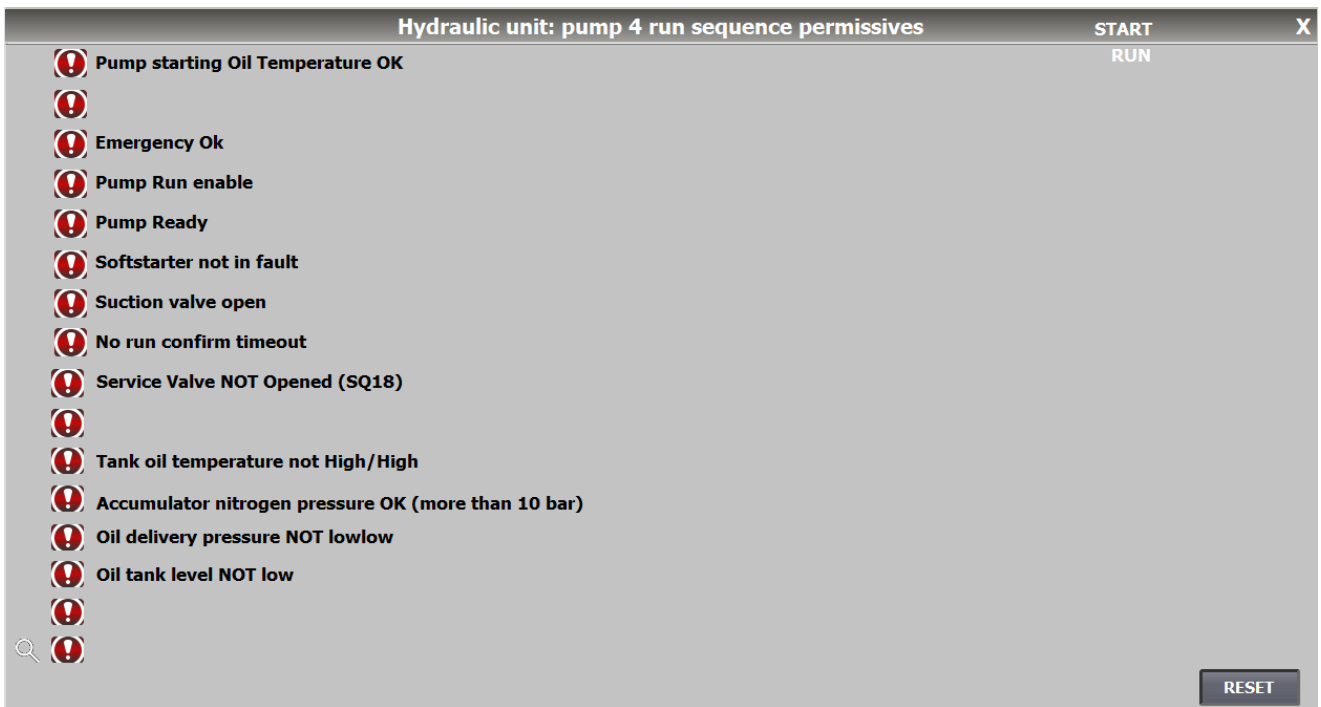 Hydraulic unit: pump 4 run sequence permissives START X
RUN
Pump starting Oil Temperature OK
Emergency Ok
Pump Run enable
Pump Ready
Softstarter not in fault
Suction valve open
No run confirm timeout
Service Valve NOT Opened (SQ18)
Tank oil temperature not High/High
Accumulator nitrogen pressure OK (more than 10 bar)
Oil delivery pressure NOT lowlow
Oil tank level NOT low
RESET